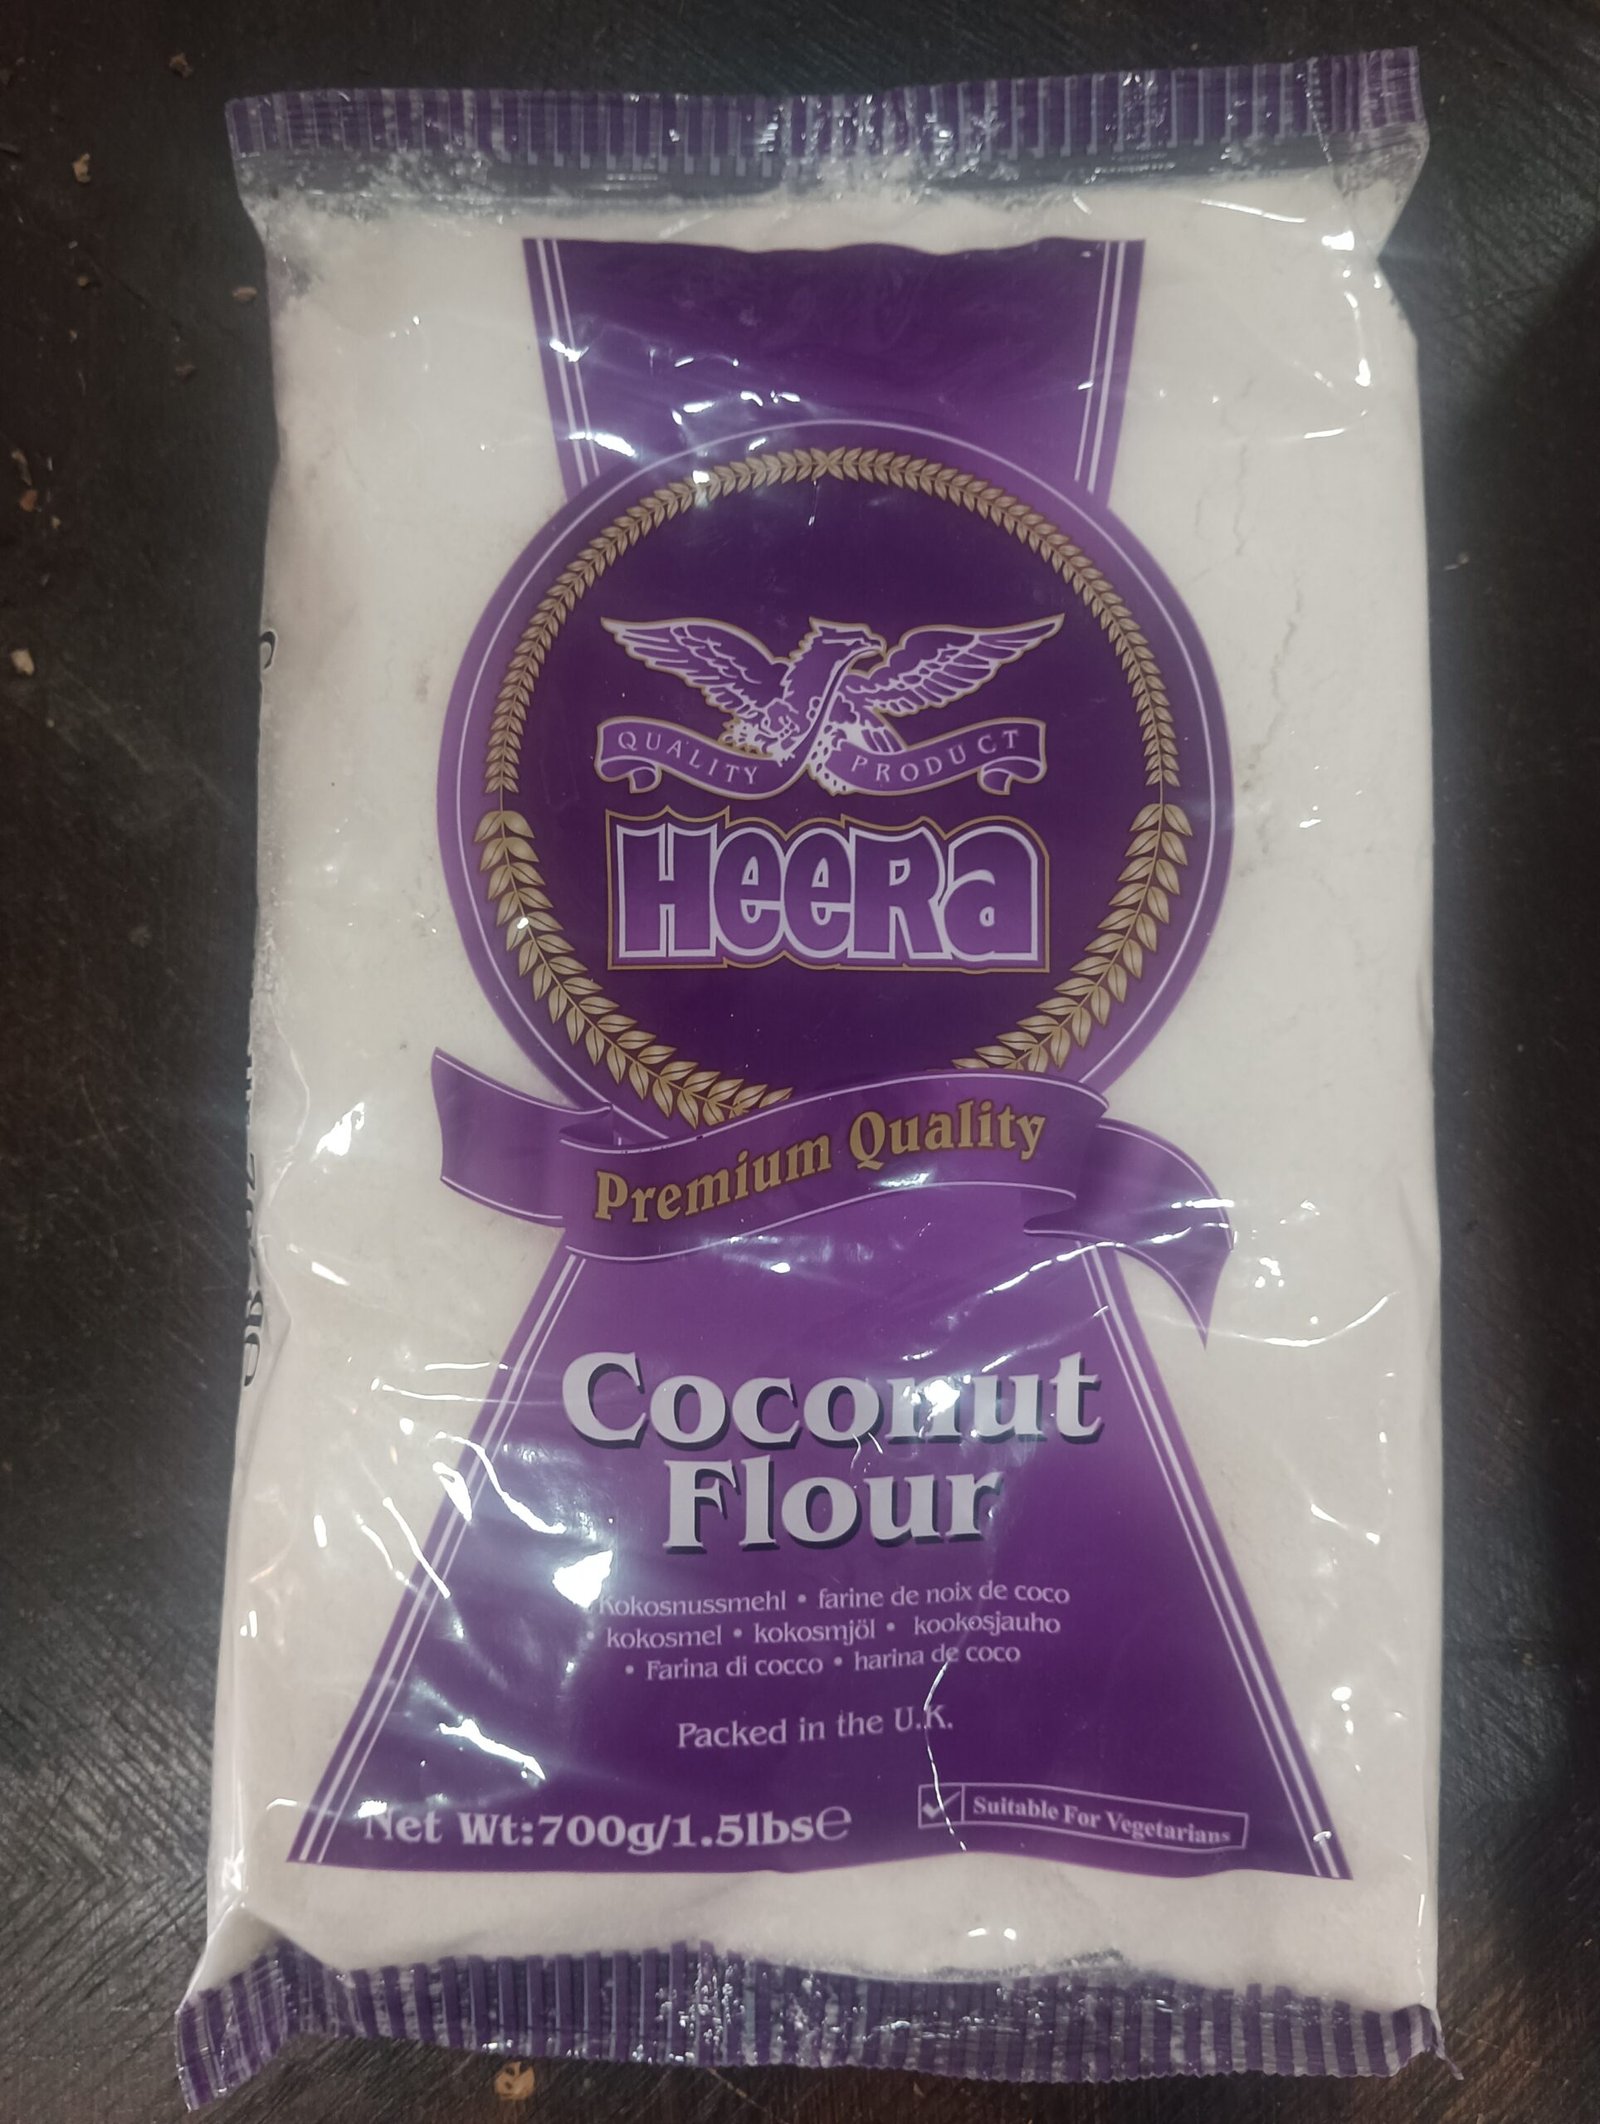 QUALITY PRODUCT
HeeRa
Premium Quality
Coconut
Flour
Kokosnussmehl • farine de noix de coco
• kokosmel • kokosmjöl • kookosjauho
• Farina di cocco • harina de coco
Packed in the U.K.
Net Wt:700g/1.5lbs℮
Suitable For Vegetarians